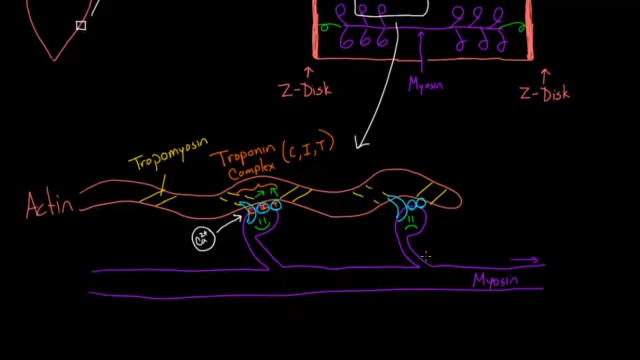 Myosin
Z-Disk
Z-Disk
Tropomyosin
Troponin (C, I, T)
Complex
Actin
Ca2+
Myosin